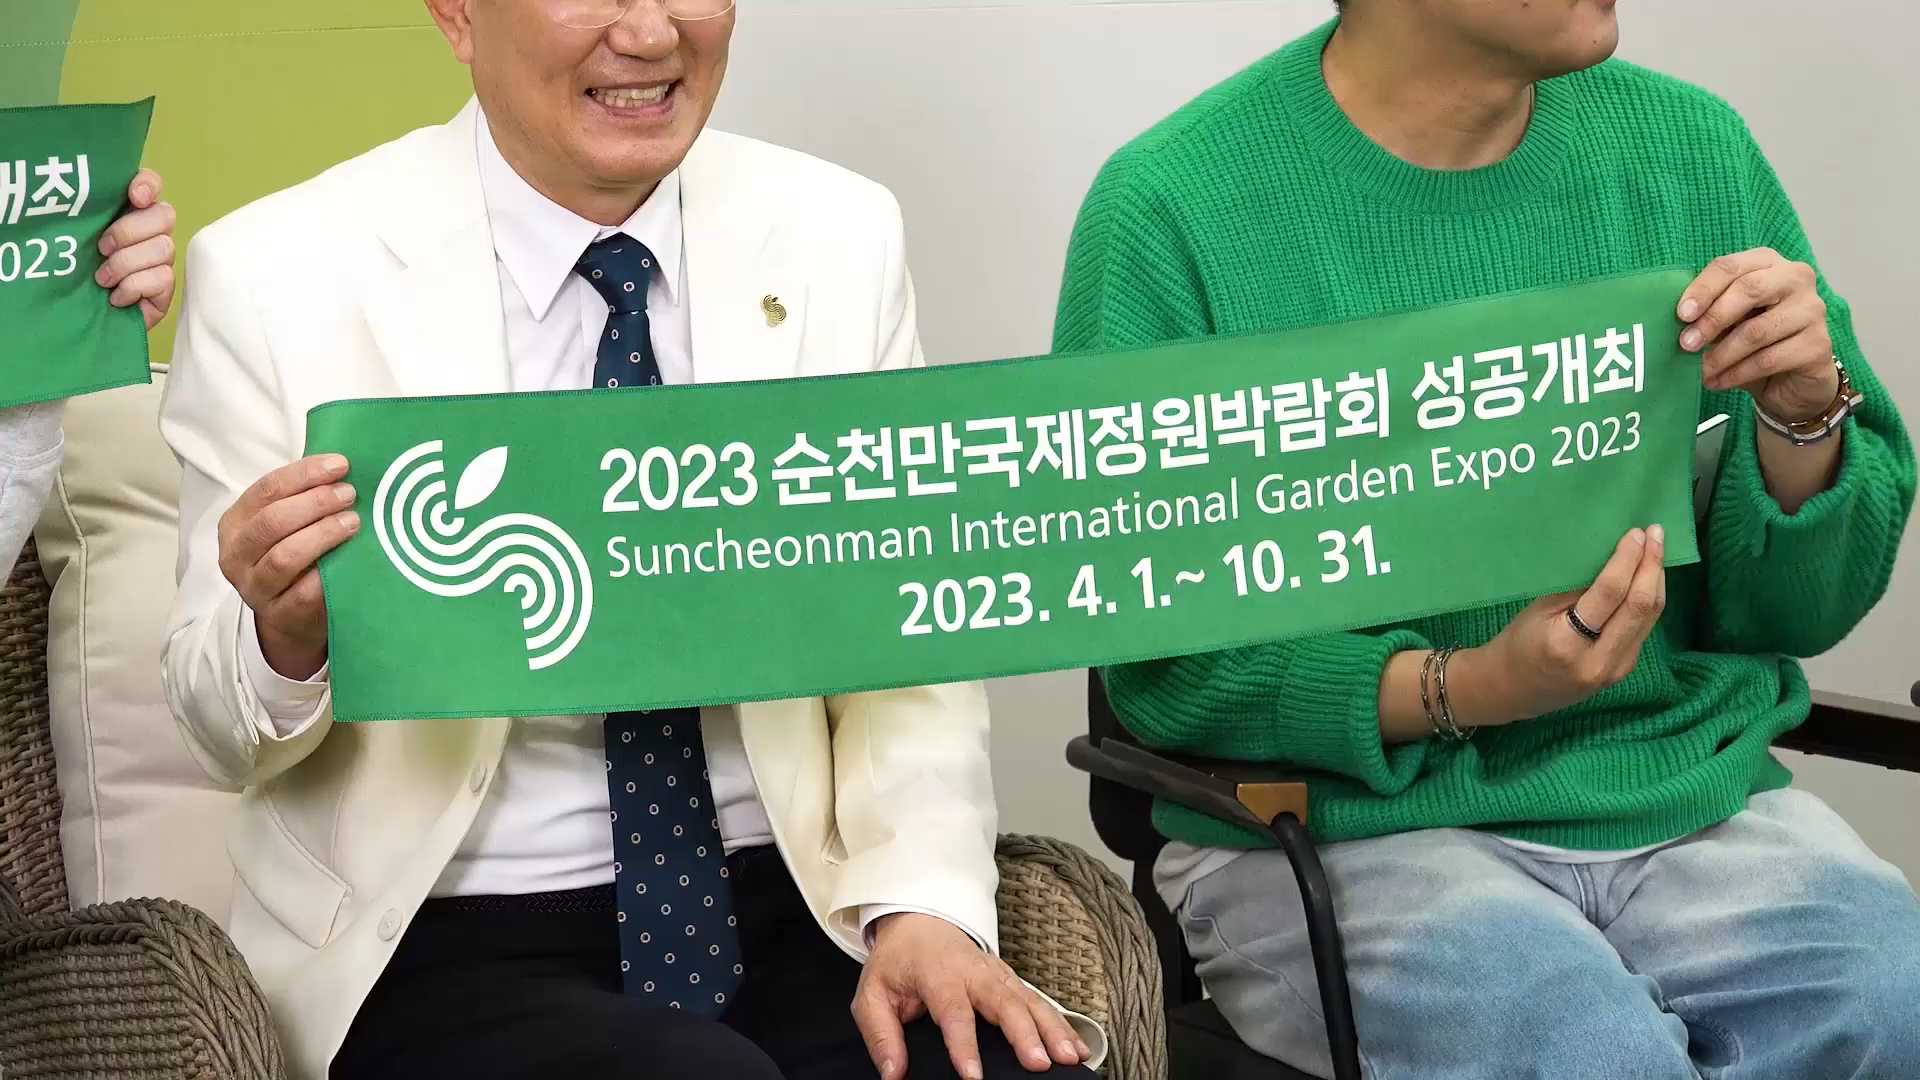 개최
023
2023 순천만국제정원박람회 성공개최
Suncheonman International Garden Expo 2023
2023. 4. 1.~ 10. 31.